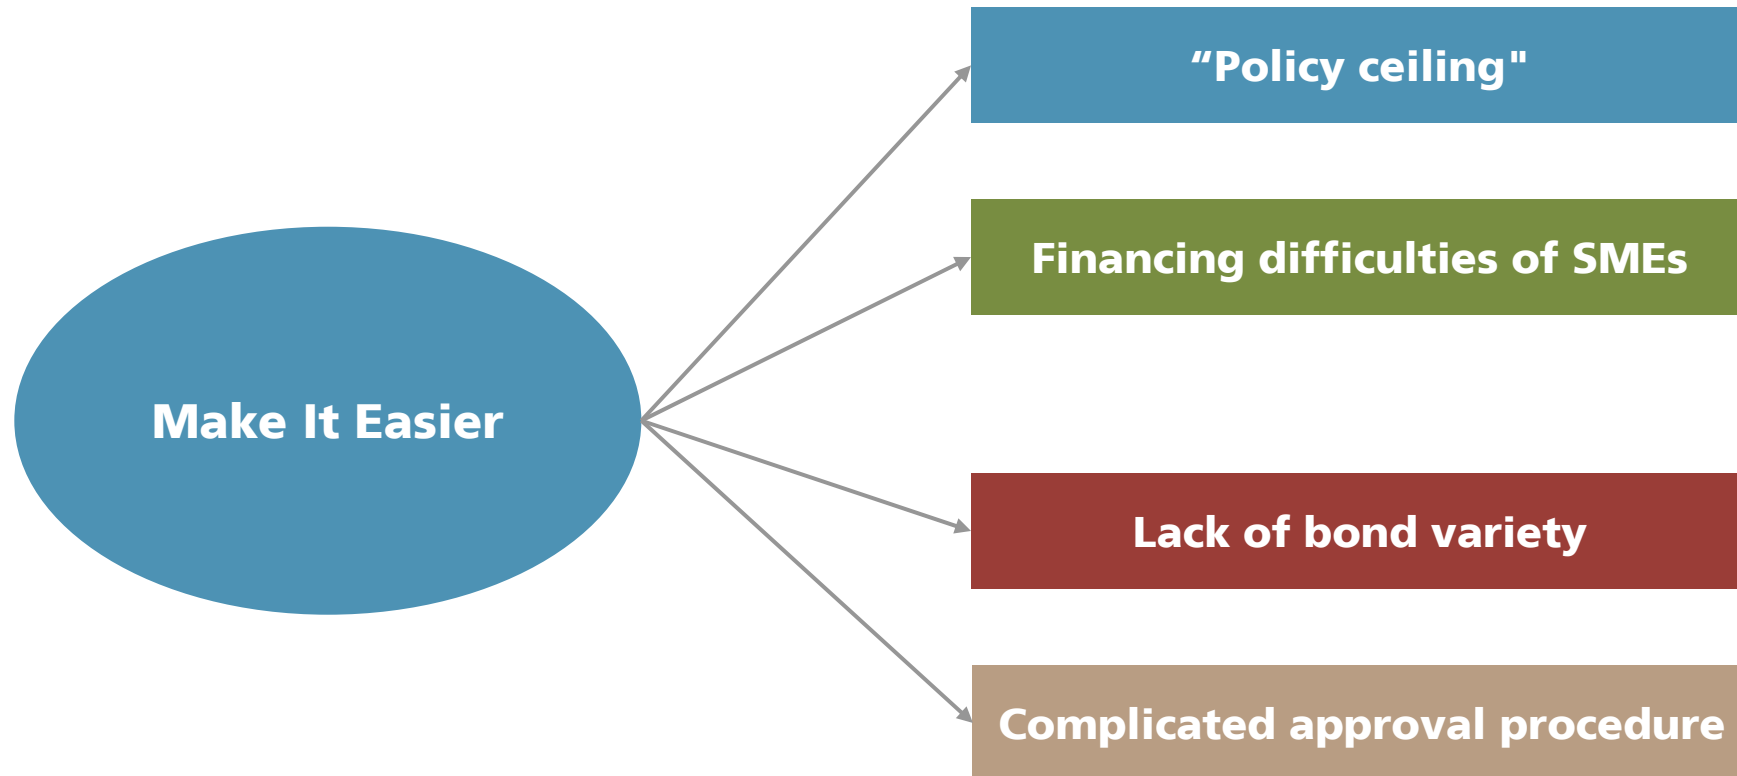 “Policy ceiling"
Financing difficulties of SMEs
Make It Easier
Lack of bond variety
Complicated approval procedure